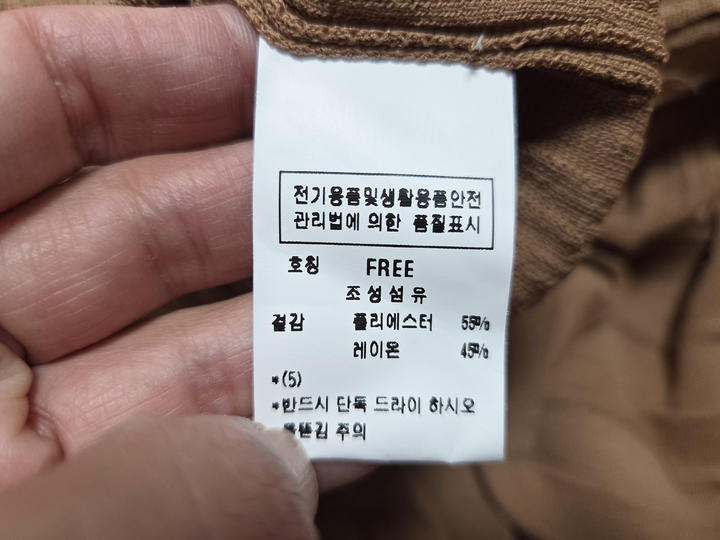 전기용품및생활용품안전
관리법에 의한 품질표시
호칭 FREE
조성섬유
겉감 폴리에스터 55%
레이온 45%
*(5)
*반드시 단독 드라이 하시오
뜯김 주의